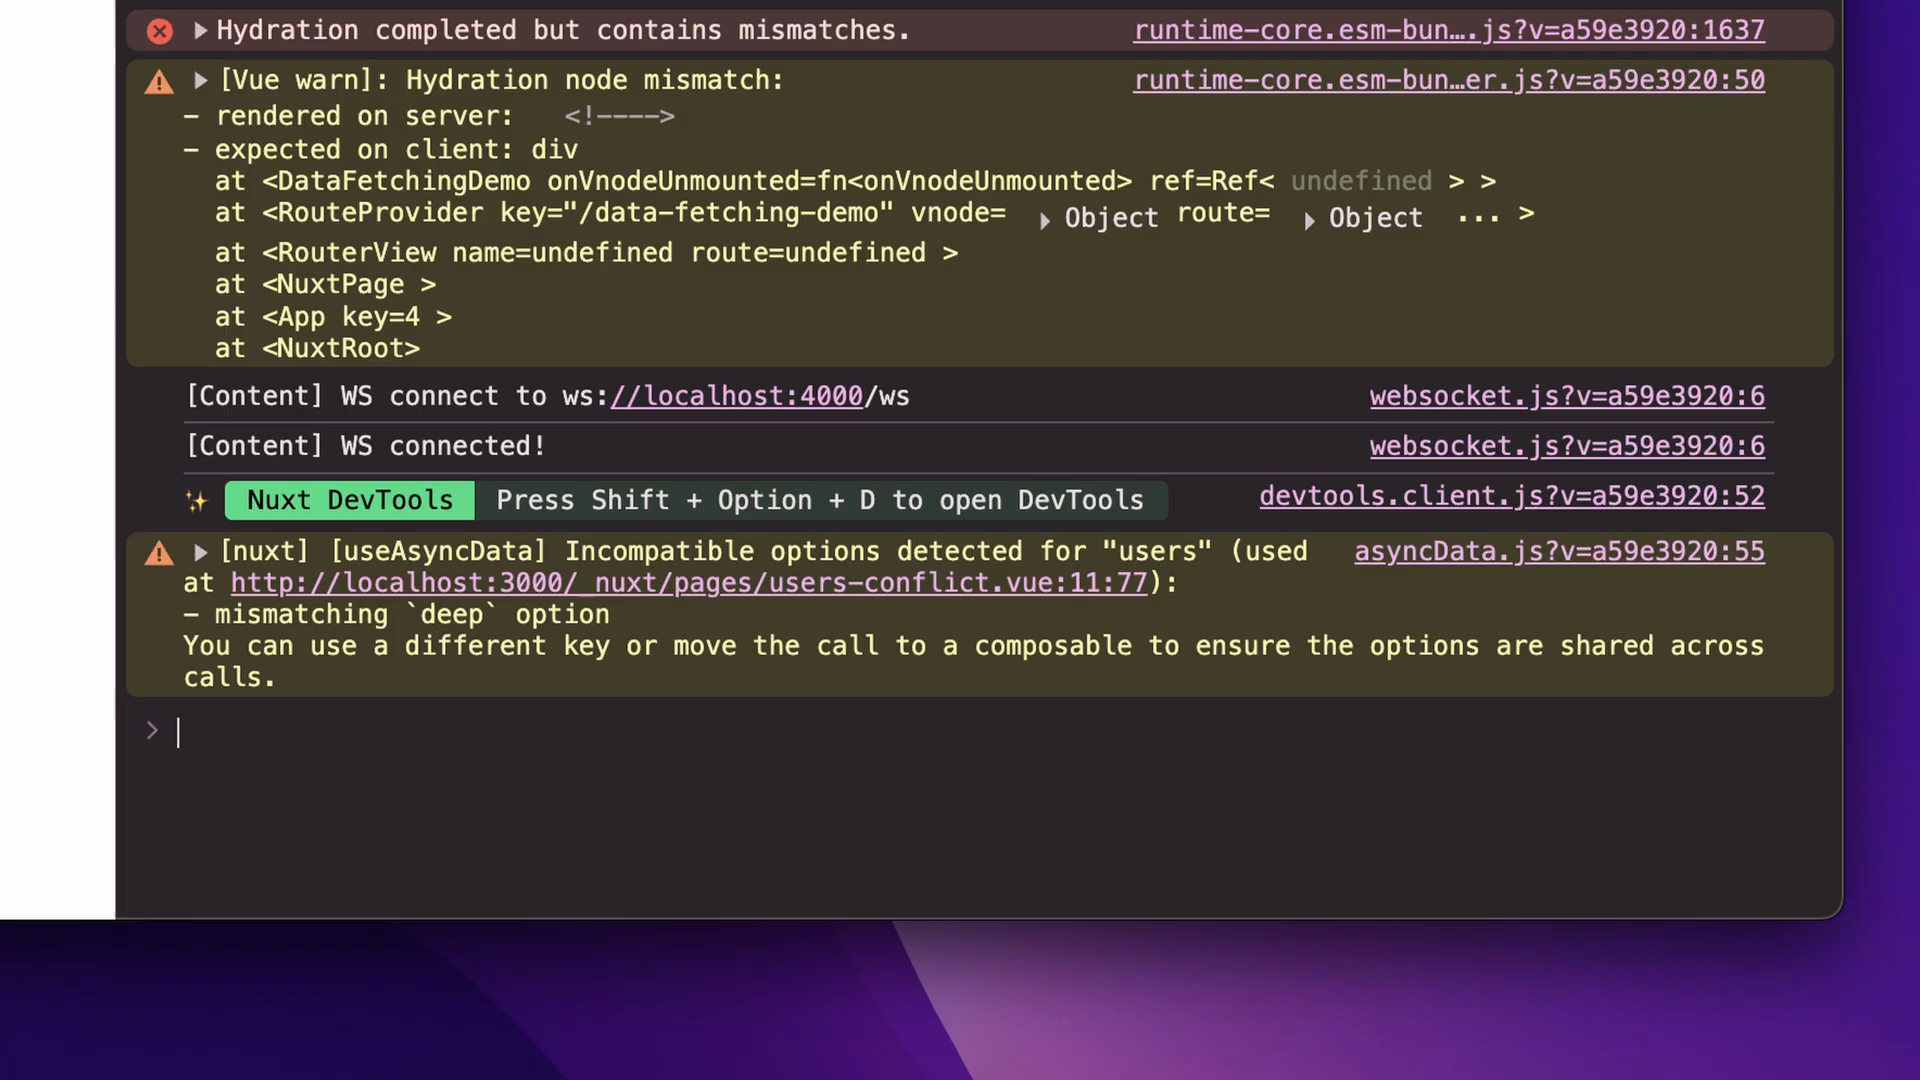 Hydration completed but contains mismatches. runtime-core.esm-bun….js?v=a59e3920:1637
[Vue warn]: Hydration node mismatch: runtime-core.esm-bun…er.js?v=a59e3920:50
- rendered on server: <!---->
- expected on client: div
at <DataFetchingDemo onVnodeUnmounted=fn<onVnodeUnmounted> ref=Ref< undefined > >
at <RouteProvider key="/data-fetching-demo" vnode= ▶ Object route= ▶ Object ... >
at <RouterView name=undefined route=undefined >
at <NuxtPage >
at <App key=4 >
at <NuxtRoot>
[Content] WS connect to ws://localhost:4000/ws websocket.js?v=a59e3920:6
[Content] WS connected! websocket.js?v=a59e3920:6
✨ Nuxt DevTools Press Shift + Option + D to open DevTools devtools.client.js?v=a59e3920:52
[nuxt] [useAsyncData] Incompatible options detected for "users" (used asyncData.js?v=a59e3920:55
at http://localhost:3000/_nuxt/pages/users-conflict.vue:11:77):
- mismatching `deep` option
You can use a different key or move the call to a composable to ensure the options are shared across
calls.
>